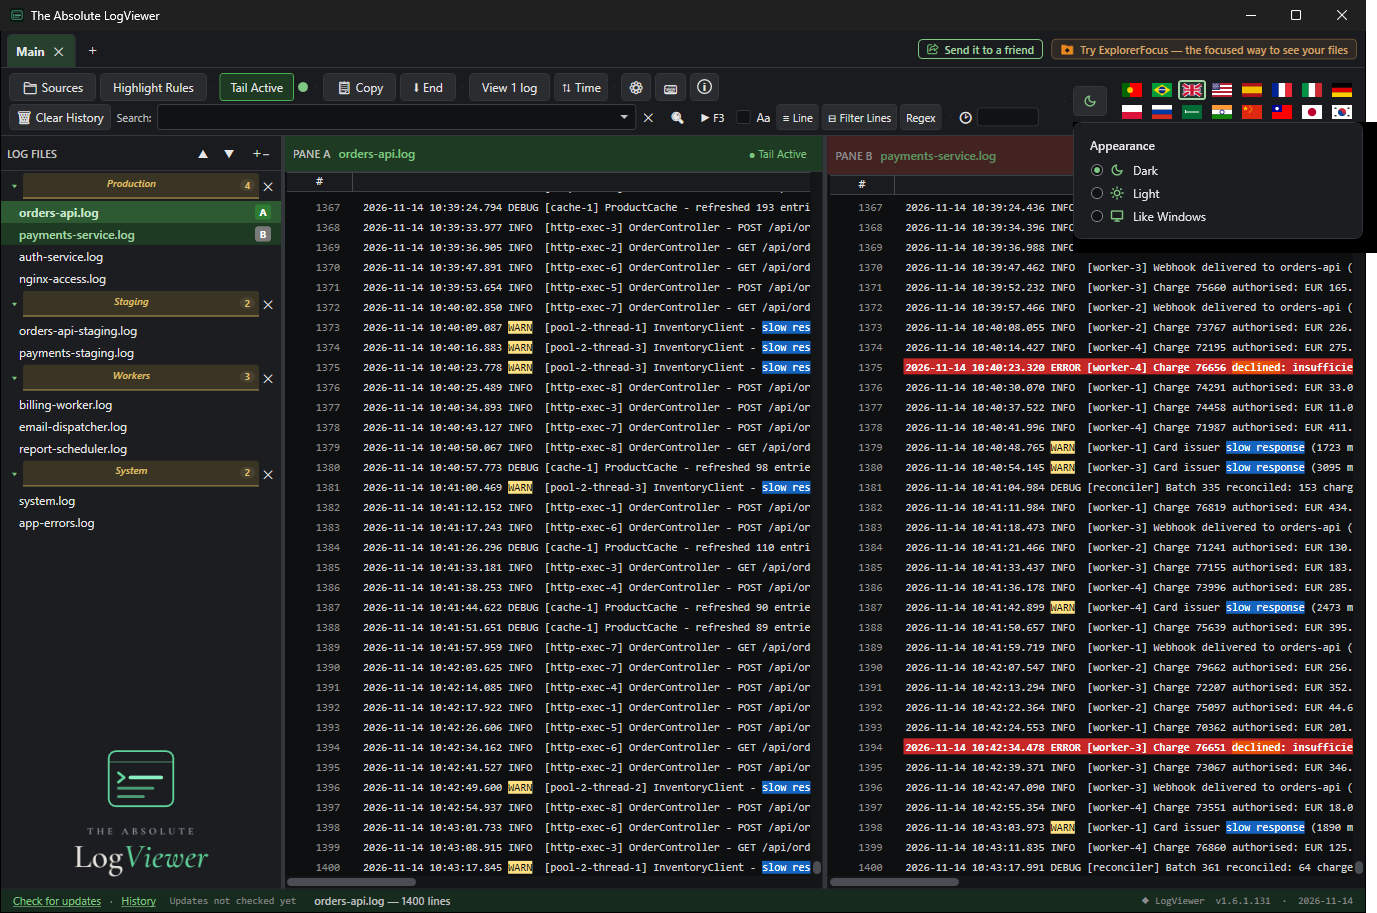 The Absolute LogViewer
Main
Send it to a friend
Try ExplorerFocus — the focused way to see your files
Sources
Highlight Rules
Tail Active
Copy
End
View 1 log
Time
Clear History
Search:
F3
Aa
Line
Filter Lines
Regex
Appearance
Dark
Light
Like Windows
LOG FILES
Production 4
orders-api.log A
payments-service.log B
auth-service.log
nginx-access.log
Staging 2
orders-api-staging.log
payments-staging.log
Workers 3
billing-worker.log
email-dispatcher.log
report-scheduler.log
System 2
system.log
app-errors.log
THE ABSOLUTE
LogViewer
PANE A orders-api.log ● Tail Active
#
1367 2026-11-14 10:39:24.794 DEBUG [cache-1] ProductCache - refreshed 193 entri
1368 2026-11-14 10:39:33.977 INFO [http-exec-3] OrderController - POST /api/or
1369 2026-11-14 10:39:36.905 INFO [http-exec-2] OrderController - GET /api/ord
1370 2026-11-14 10:39:47.891 INFO [http-exec-6] OrderController - GET /api/ord
1371 2026-11-14 10:39:53.654 INFO [http-exec-5] OrderController - POST /api/or
1372 2026-11-14 10:40:02.850 INFO [http-exec-7] OrderController - GET /api/ord
1373 2026-11-14 10:40:09.087 WARN [pool-2-thread-1] InventoryClient - slow res
1374 2026-11-14 10:40:16.883 WARN [pool-2-thread-3] InventoryClient - slow res
1375 2026-11-14 10:40:23.778 WARN [pool-2-thread-3] InventoryClient - slow res
1376 2026-11-14 10:40:25.489 INFO [http-exec-8] OrderController - POST /api/or
1377 2026-11-14 10:40:34.893 INFO [http-exec-3] OrderController - POST /api/or
1378 2026-11-14 10:40:43.127 INFO [http-exec-7] OrderController - POST /api/or
1379 2026-11-14 10:40:50.067 INFO [http-exec-8] OrderController - GET /api/ord
1380 2026-11-14 10:40:57.773 DEBUG [cache-1] ProductCache - refreshed 98 entrie
1381 2026-11-14 10:41:00.469 WARN [pool-2-thread-3] InventoryClient - slow res
1382 2026-11-14 10:41:12.152 INFO [http-exec-1] OrderController - POST /api/or
1383 2026-11-14 10:41:17.243 INFO [http-exec-6] OrderController - POST /api/or
1384 2026-11-14 10:41:26.296 DEBUG [cache-1] ProductCache - refreshed 110 entri
1385 2026-11-14 10:41:33.181 INFO [http-exec-3] OrderController - GET /api/ord
1386 2026-11-14 10:41:38.253 INFO [http-exec-4] OrderController - POST /api/or
1387 2026-11-14 10:41:44.622 DEBUG [cache-1] ProductCache - refreshed 90 entrie
1388 2026-11-14 10:41:51.651 DEBUG [cache-1] ProductCache - refreshed 89 entrie
1389 2026-11-14 10:41:57.959 INFO [http-exec-7] OrderController - GET /api/ord
1390 2026-11-14 10:42:03.625 INFO [http-exec-7] OrderController - POST /api/or
1391 2026-11-14 10:42:14.085 INFO [http-exec-4] OrderController - POST /api/or
1392 2026-11-14 10:42:17.922 INFO [http-exec-1] OrderController - POST /api/or
1393 2026-11-14 10:42:26.606 INFO [http-exec-5] OrderController - POST /api/or
1394 2026-11-14 10:42:34.162 INFO [http-exec-6] OrderController - GET /api/ord
1395 2026-11-14 10:42:41.527 INFO [http-exec-2] OrderController - POST /api/or
1396 2026-11-14 10:42:49.600 WARN [pool-2-thread-2] InventoryClient - slow res
1397 2026-11-14 10:42:54.937 INFO [http-exec-8] OrderController - POST /api/or
1398 2026-11-14 10:43:01.733 INFO [http-exec-6] OrderController - GET /api/ord
1399 2026-11-14 10:43:08.915 INFO [http-exec-3] OrderController - GET /api/ord
1400 2026-11-14 10:43:17.845 WARN [pool-2-thread-1] InventoryClient - slow res
PANE B payments-service.log
#
1367 2026-11-14 10:39:24.436 INFO
1368 2026-11-14 10:39:34.396 INFO
1369 2026-11-14 10:39:36.988 INFO
1370 2026-11-14 10:39:47.462 INFO [worker-3] Webhook delivered to orders-api (
1371 2026-11-14 10:39:52.232 INFO [worker-3] Charge 75660 authorised: EUR 165.
1372 2026-11-14 10:39:57.466 INFO [worker-2] Webhook delivered to orders-api (
1373 2026-11-14 10:40:08.055 INFO [worker-2] Charge 73767 authorised: EUR 226.
1374 2026-11-14 10:40:14.427 INFO [worker-4] Charge 72195 authorised: EUR 275.
1375 2026-11-14 10:40:23.320 ERROR [worker-4] Charge 76656 declined: insufficie
1376 2026-11-14 10:40:30.070 INFO [worker-1] Charge 74291 authorised: EUR 33.0
1377 2026-11-14 10:40:37.522 INFO [worker-1] Charge 74458 authorised: EUR 11.0
1378 2026-11-14 10:40:41.996 INFO [worker-4] Charge 71987 authorised: EUR 411.
1379 2026-11-14 10:40:48.765 WARN [worker-1] Card issuer slow response (1723 m
1380 2026-11-14 10:40:54.145 WARN [worker-3] Card issuer slow response (3095 m
1381 2026-11-14 10:41:04.984 DEBUG [reconciler] Batch 335 reconciled: 153 charg
1382 2026-11-14 10:41:11.984 INFO [worker-1] Charge 76819 authorised: EUR 434.
1383 2026-11-14 10:41:18.473 INFO [worker-3] Webhook delivered to orders-api (
1384 2026-11-14 10:41:21.466 INFO [worker-2] Charge 71241 authorised: EUR 130.
1385 2026-11-14 10:41:33.437 INFO [worker-3] Charge 77155 authorised: EUR 183.
1386 2026-11-14 10:41:36.178 INFO [worker-4] Charge 73996 authorised: EUR 285.
1387 2026-11-14 10:41:42.899 WARN [worker-4] Card issuer slow response (2473 m
1388 2026-11-14 10:41:50.657 INFO [worker-1] Charge 75639 authorised: EUR 395.
1389 2026-11-14 10:41:59.719 INFO [worker-1] Webhook delivered to orders-api (
1390 2026-11-14 10:42:07.547 INFO [worker-2] Charge 79662 authorised: EUR 256.
1391 2026-11-14 10:42:13.294 INFO [worker-3] Charge 72207 authorised: EUR 352.
1392 2026-11-14 10:42:22.364 INFO [worker-2] Charge 75097 authorised: EUR 44.6
1393 2026-11-14 10:42:24.553 INFO [worker-1] Charge 70362 authorised: EUR 201.
1394 2026-11-14 10:42:34.478 ERROR [worker-3] Charge 76651 declined: insufficie
1395 2026-11-14 10:42:39.371 INFO [worker-3] Charge 73067 authorised: EUR 346.
1396 2026-11-14 10:42:47.090 INFO [worker-3] Webhook delivered to orders-api (
1397 2026-11-14 10:42:55.354 INFO [worker-4] Charge 73551 authorised: EUR 18.0
1398 2026-11-14 10:43:03.973 WARN [worker-1] Card issuer slow response (1890 m
1399 2026-11-14 10:43:11.835 INFO [worker-4] Charge 76860 authorised: EUR 125.
1400 2026-11-14 10:43:17.991 DEBUG [reconciler] Batch 361 reconciled: 64 charge
Check for updates · History Updates not checked yet orders-api.log — 1400 lines
◆ LogViewer v1.6.1.131 · 2026-11-14